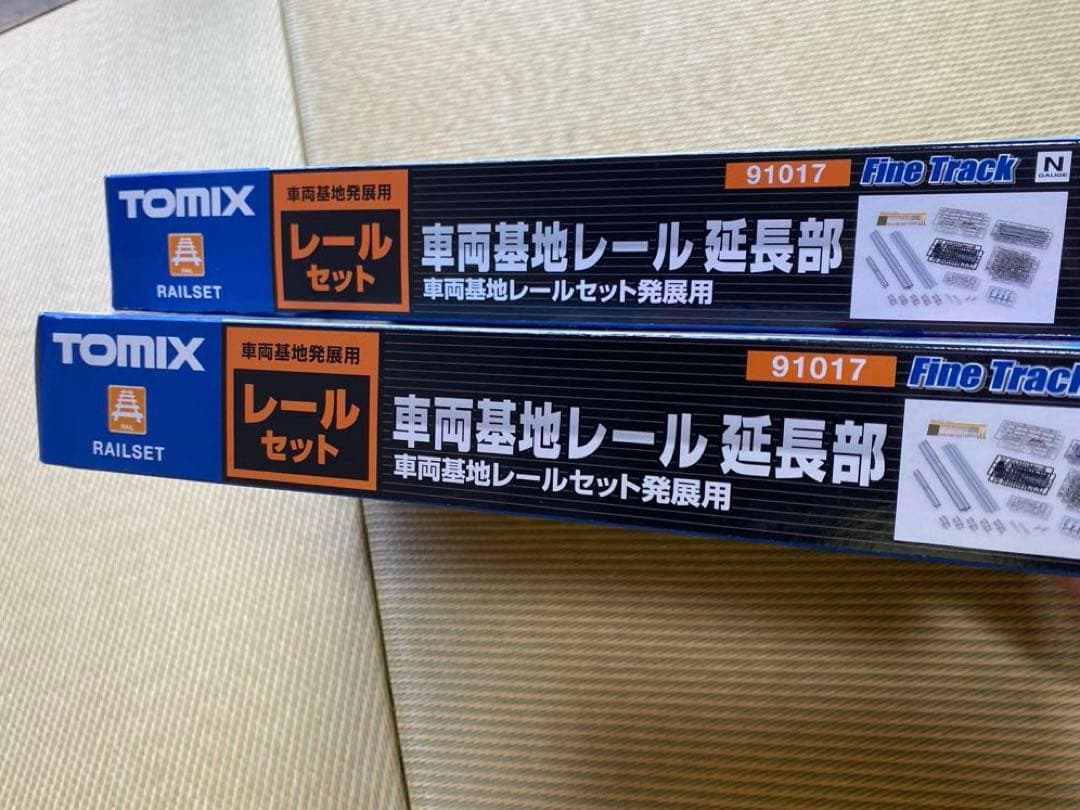 TOMIX
RAIL
RAILSET
車両基地発展用
レール
セット
車両基地レール 延長部
車両基地レールセット発展用
91017
Fine Track
N
GAUGE
TOMIX
RAIL
RAILSET
車両基地発展用
レール
セット
車両基地レール 延長部
車両基地レールセット発展用
91017
Fine Track